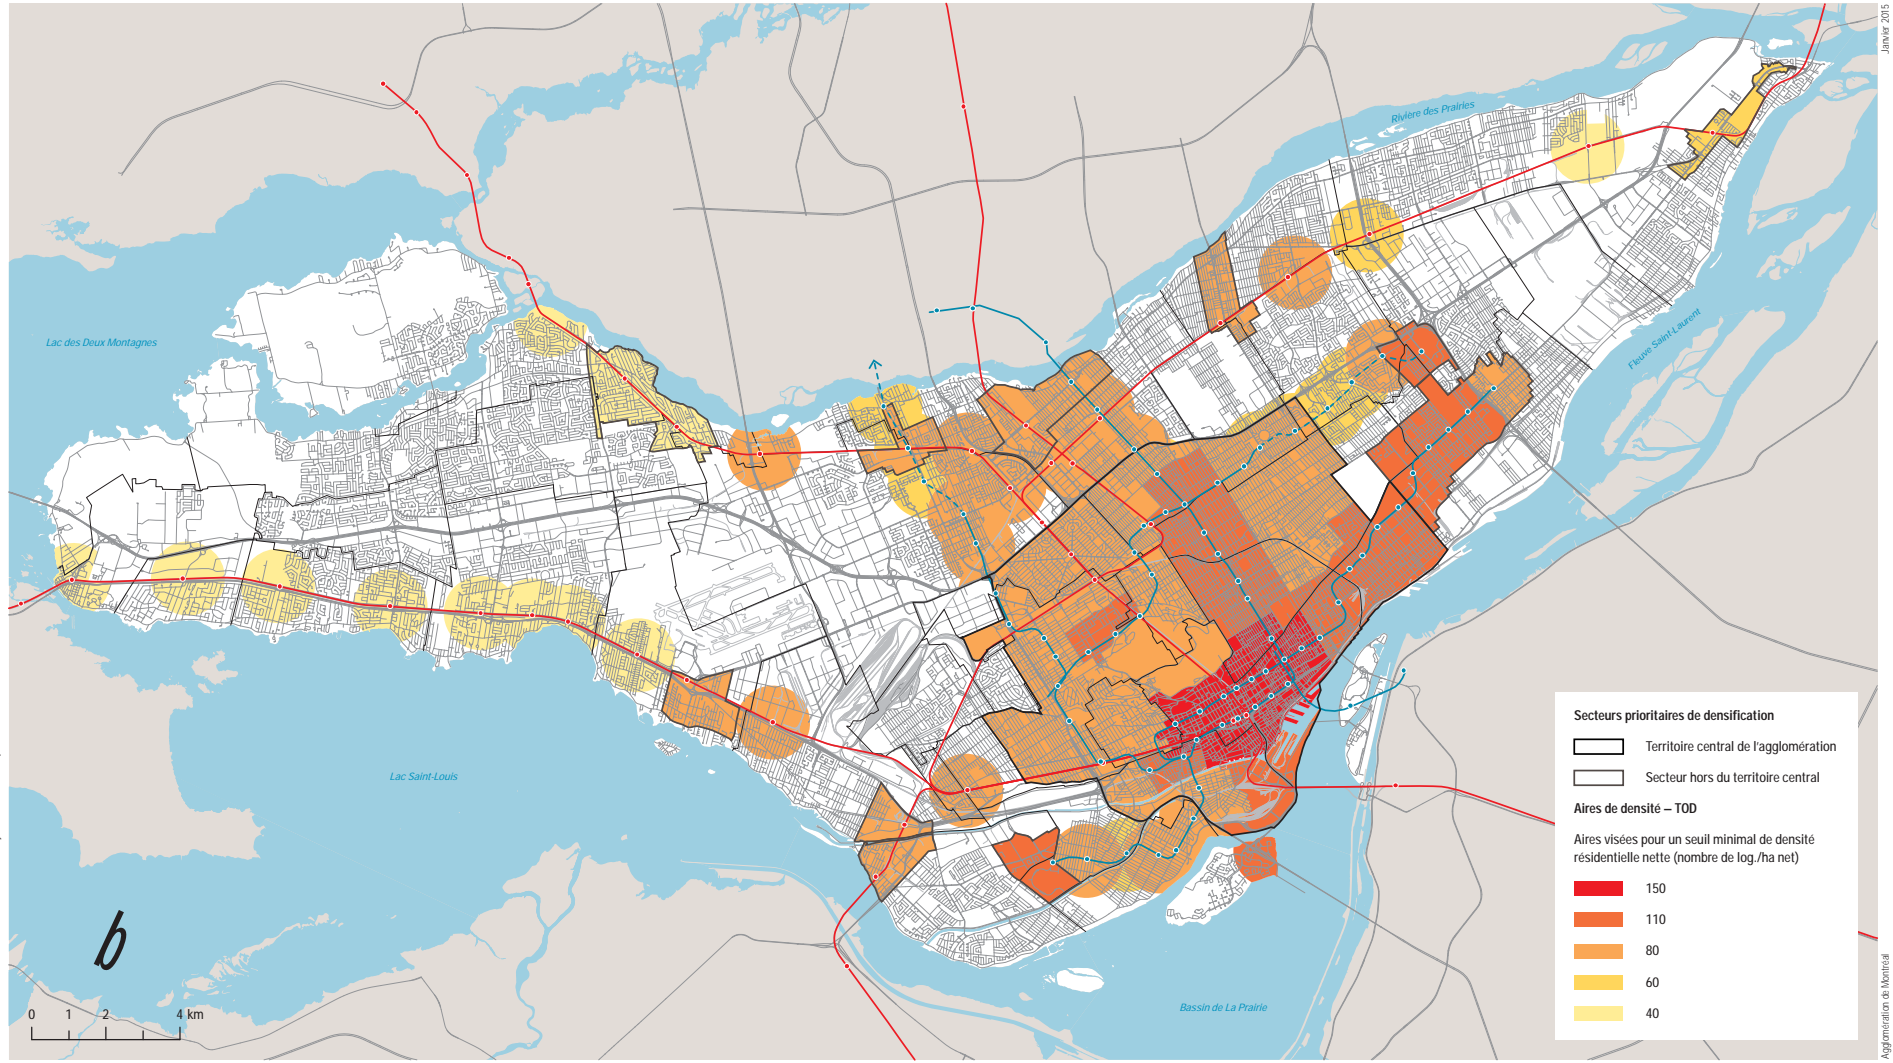 Janvier 2015
Rivière des Prairies
Lac des Deux Montagnes
Fleuve Saint-Laurent
Lac Saint-Louis
Bassin de La Prairie
0 1 2 4 km
Secteurs prioritaires de densification
Territoire central de l'agglomération
Secteur hors du territoire central
Aires de densité – TOD
Aires visées pour un seuil minimal de densité
résidentielle nette (nombre de log./ha net)
150
110
80
60
40
Agglomération de Montréal